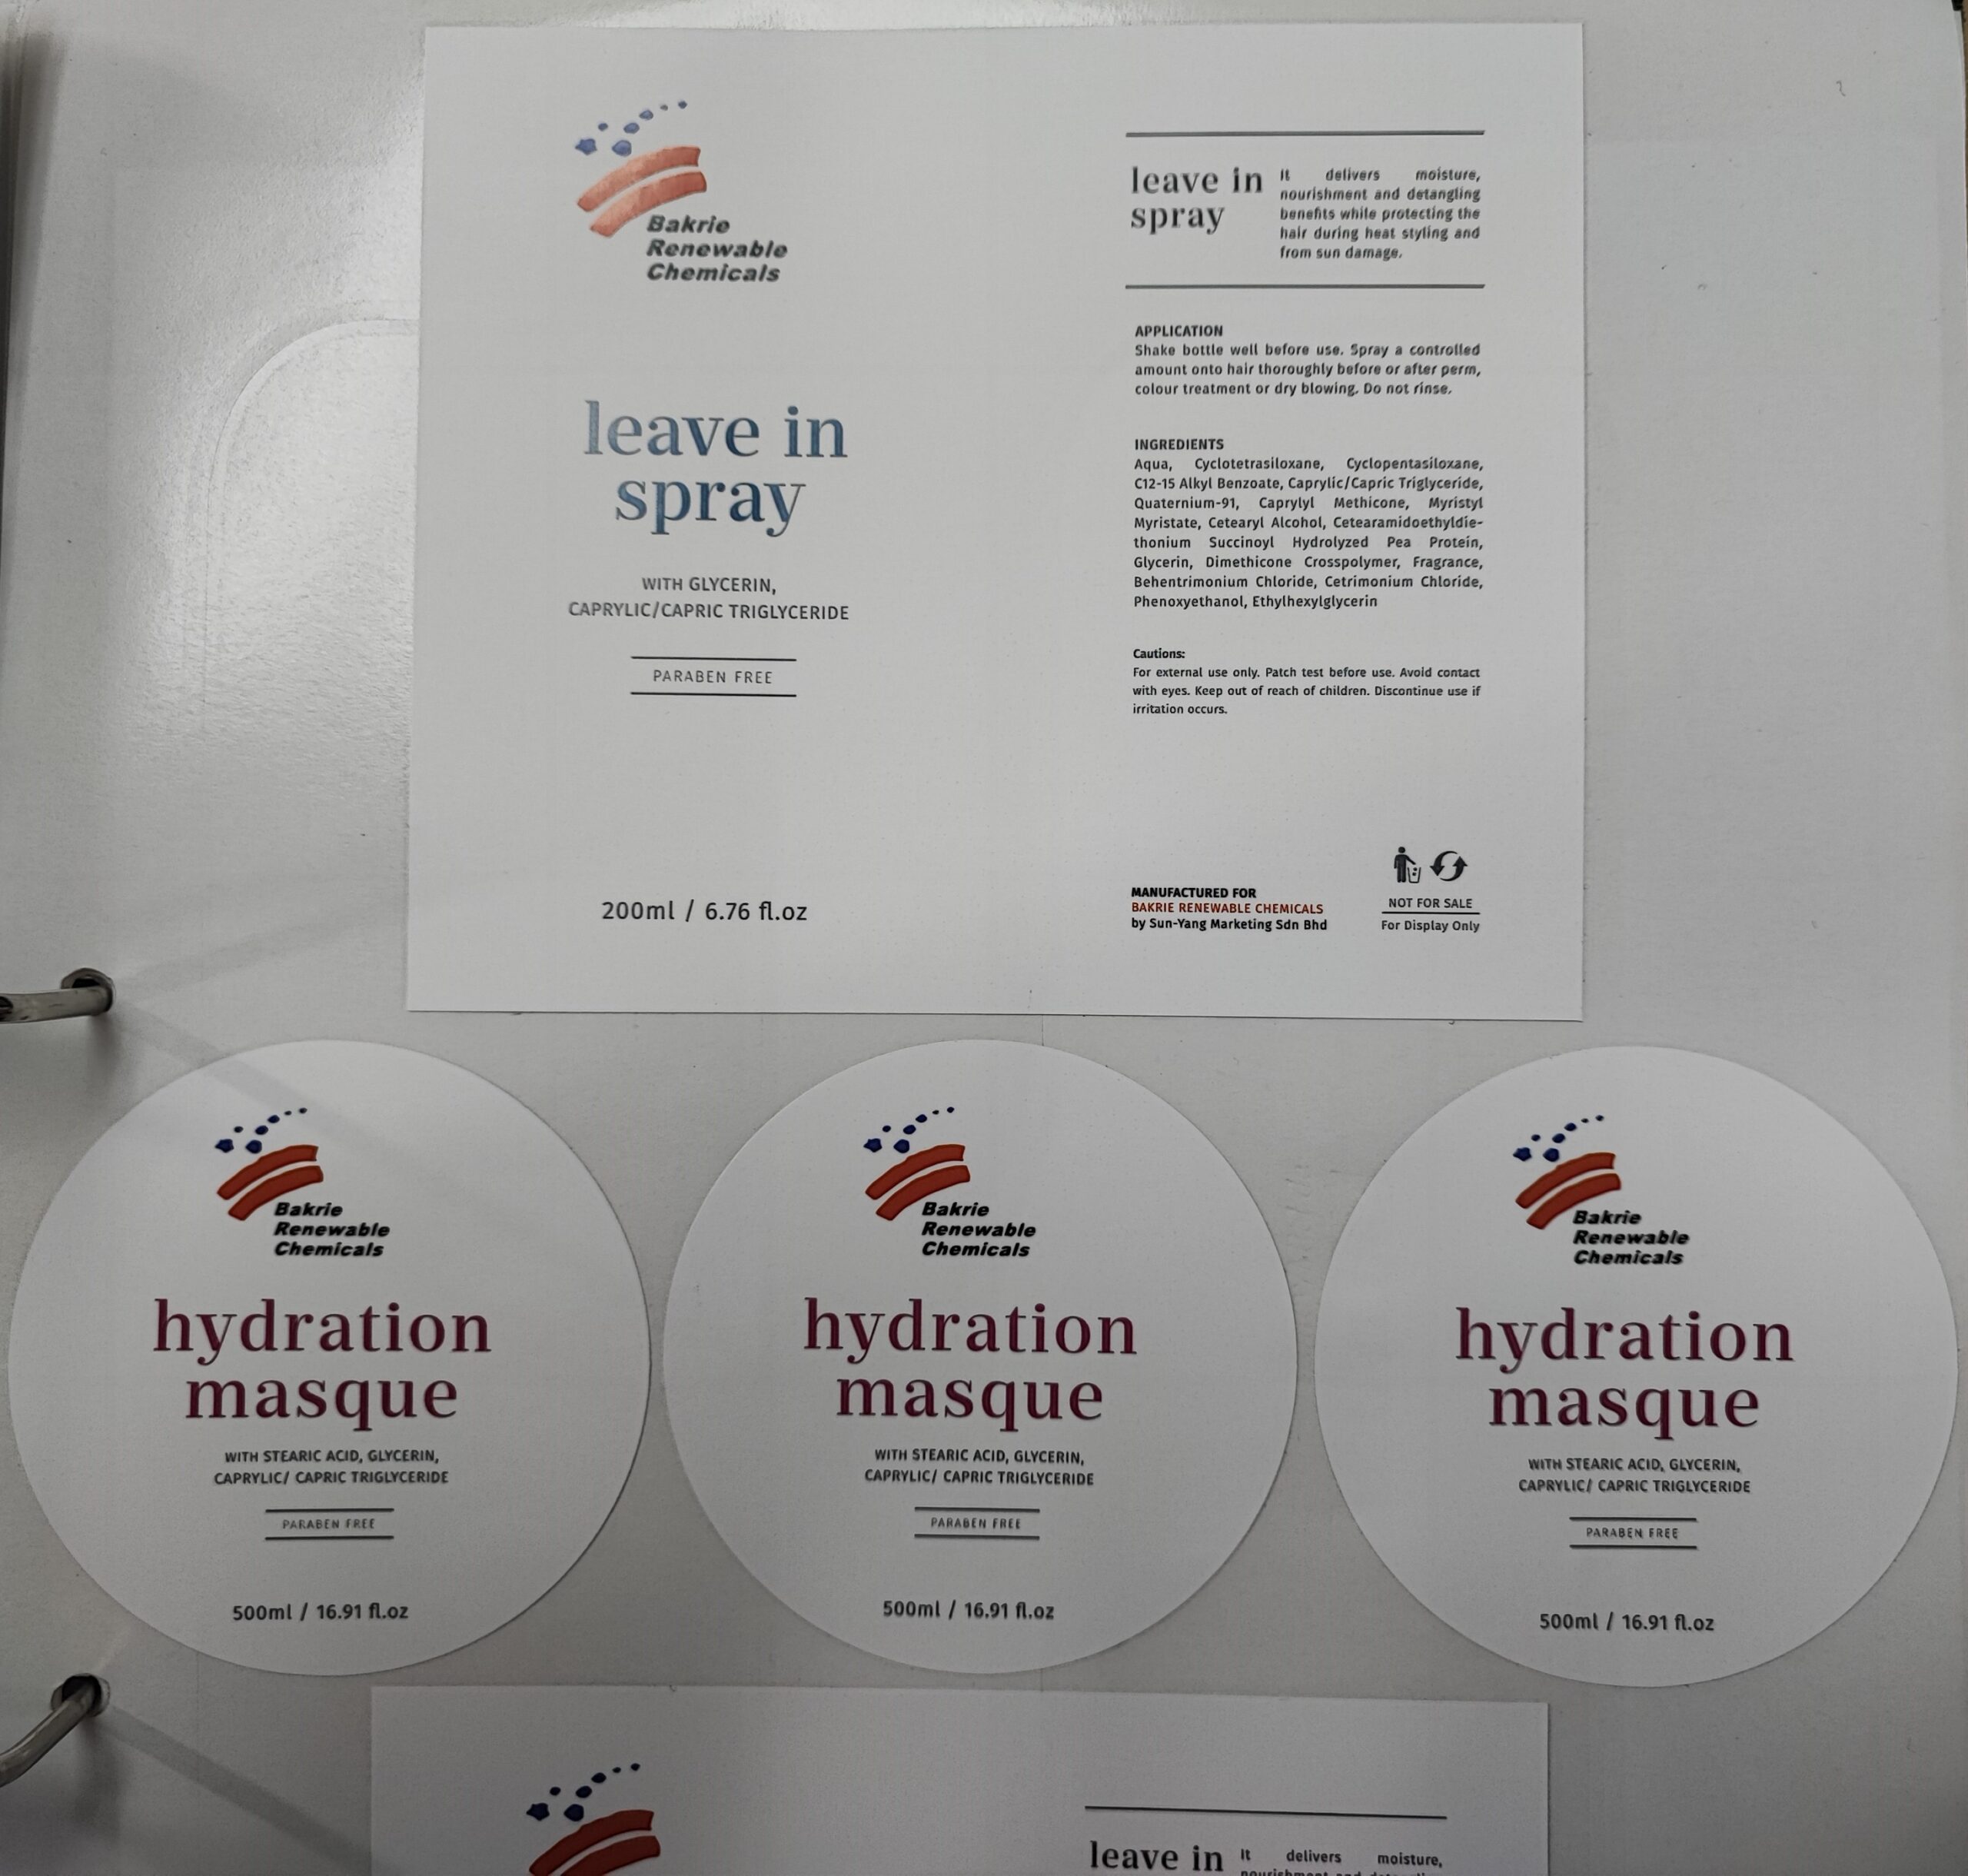 Bakrie
Renewable
Chemicals
leave in
spray
WITH GLYCERIN,
CAPRYLIC/CAPRIC TRIGLYCERIDE
PARABEN FREE
200ml / 6.76 fl.oz
leave in
spray
It delivers moisture,
nourishment and detangling
benefits while protecting the
hair during heat styling and
from sun damage.
APPLICATION
Shake bottle well before use. Spray a controlled
amount onto hair thoroughly before or after perm,
colour treatment or dry blowing. Do not rinse.
INGREDIENTS
Aqua, Cyclotetrasiloxane, Cyclopentasiloxane,
C12-15 Alkyl Benzoate, Caprylic/Capric Triglyceride,
Quaternium-91, Caprylyl Methicone, Myristyl
Myristate, Cetearyl Alcohol, Cetearamidoethyldie-
thonium Succinoyl Hydrolyzed Pea Protein,
Glycerin, Dimethicone Crosspolymer, Fragrance,
Behentrimonium Chloride, Cetrimonium Chloride,
Phenoxyethanol, Ethylhexylglycerin
Cautions:
For external use only. Patch test before use. Avoid contact
with eyes. Keep out of reach of children. Discontinue use if
irritation occurs.
MANUFACTURED FOR
BAKRIE RENEWABLE CHEMICALS
by Sun-Yang Marketing Sdn Bhd
NOT FOR SALE
For Display Only
Bakrie
Renewable
Chemicals
hydration
masque
WITH STEARIC ACID, GLYCERIN,
CAPRYLIC/ CAPRIC TRIGLYCERIDE
PARABEN FREE
500ml / 16.91 fl.oz
Bakrie
Renewable
Chemicals
hydration
masque
WITH STEARIC ACID, GLYCERIN,
CAPRYLIC/ CAPRIC TRIGLYCERIDE
PARABEN FREE
500ml / 16.91 fl.oz
Bakrie
Renewable
Chemicals
hydration
masque
WITH STEARIC ACID, GLYCERIN,
CAPRYLIC/ CAPRIC TRIGLYCERIDE
PARABEN FREE
500ml / 16.91 fl.oz
leave in
It delivers moisture,